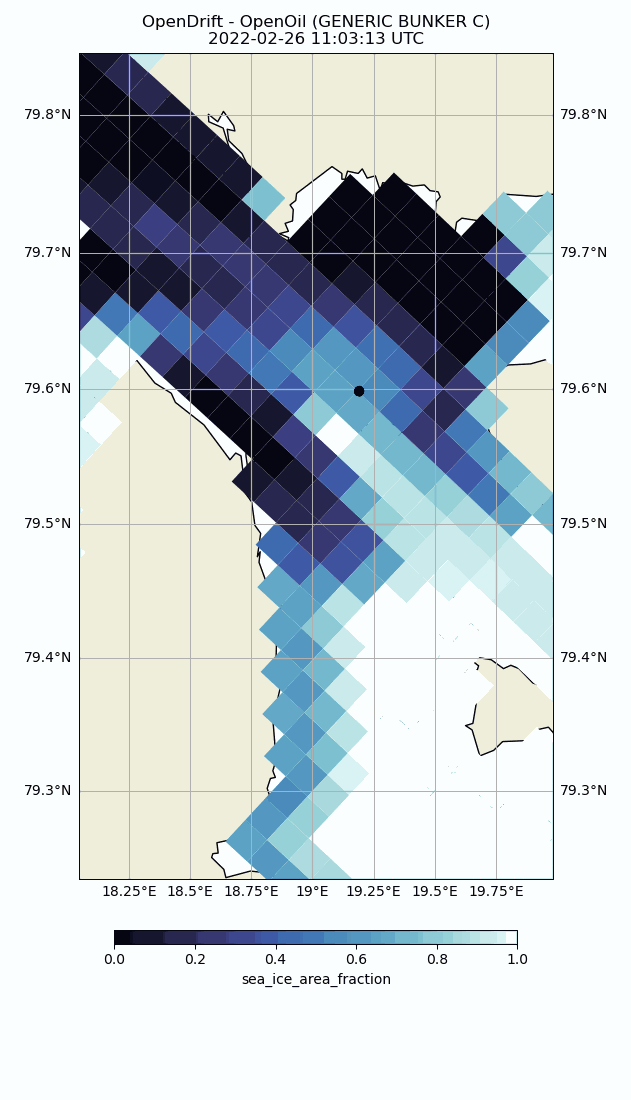 OpenDrift - OpenOil (GENERIC BUNKER C)
2022-02-26 11:03:13 UTC
79.8°N 79.8°N
79.7°N 79.7°N
79.6°N 79.6°N
79.5°N 79.5°N
79.4°N 79.4°N
79.3°N 79.3°N
18.25°E 18.5°E 18.75°E 19°E 19.25°E 19.5°E 19.75°E
0.0 0.2 0.4 0.6 0.8 1.0
sea_ice_area_fraction